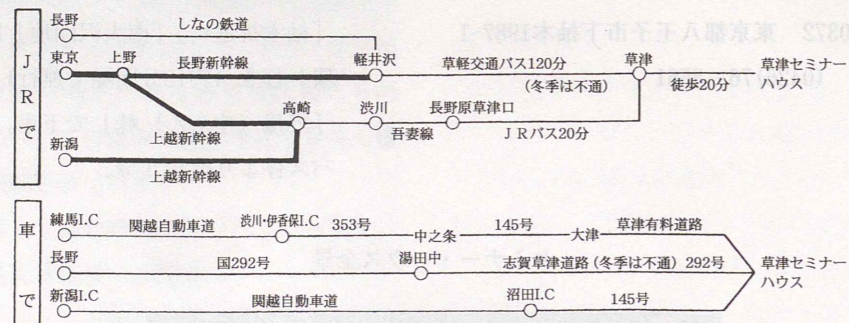 JRで
長野
しなの鉄道
東京 上野 長野新幹線 軽井沢 草軽交通バス120分 草津 草津セミナー
(冬季は不通) 徒歩20分 ハウス
高崎 渋川 長野原草津口
上越新幹線 吾妻線 JRバス20分
新潟
上越新幹線
車で
練馬I.C 関越自動車道 渋川・伊香保I.C 353号 中之条 145号 大津 草津有料道路
長野 国292号 湯田中 志賀草津道路(冬季は不通)292号 草津セミナー
ハウス
新潟I.C 関越自動車道 沼田I.C 145号